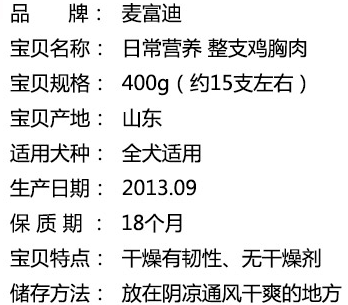 品 牌： 麦富迪
宝贝名称： 日常营养 整支鸡胸肉
宝贝规格： 400g（约15支左右）
宝贝产地： 山东
适用犬种： 全犬适用
生产日期： 2013.09
保 质 期 ： 18个月
宝贝特点： 干燥有韧性、无干燥剂
储存方法： 放在阴凉通风干爽的地方